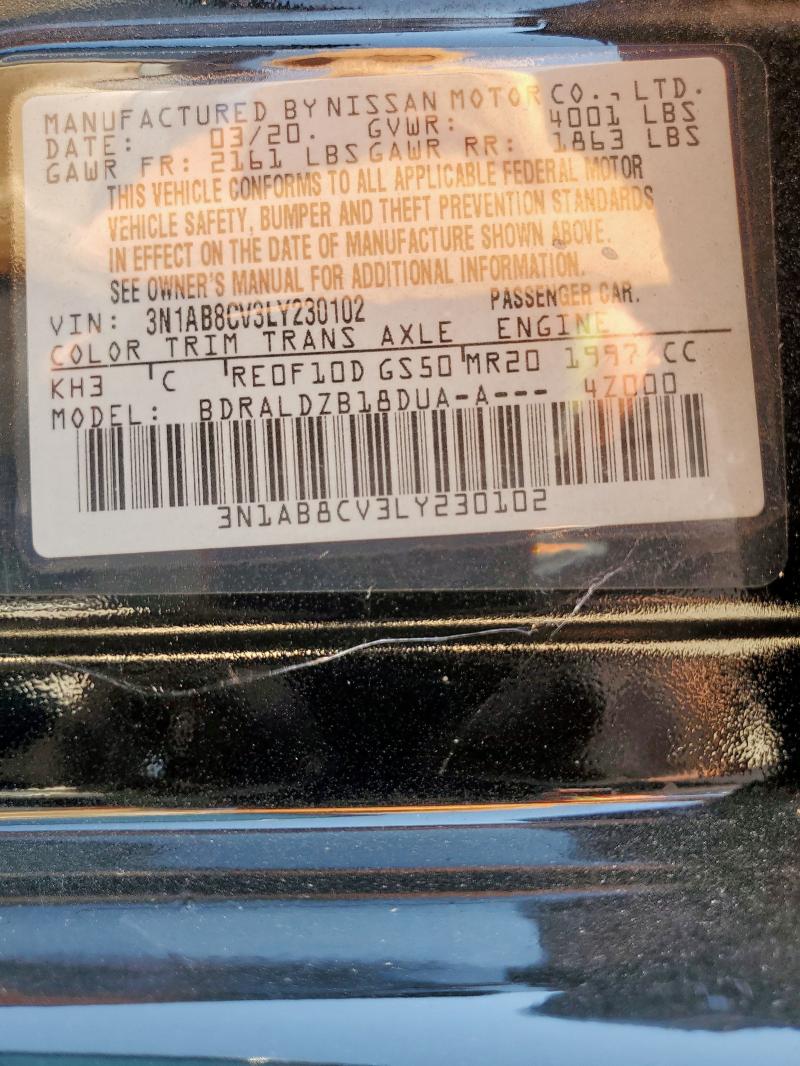 MANUFACTURED BY NISSAN MOTOR CO., LTD.
DATE: 03/20. GVWR: 4001 LBS
GAWR FR: 2161 LBS GAWR RR: 1863 LBS
THIS VEHICLE CONFORMS TO ALL APPLICABLE FEDERAL MOTOR
VEHICLE SAFETY, BUMPER AND THEFT PREVENTION STANDARDS
IN EFFECT ON THE DATE OF MANUFACTURE SHOWN ABOVE.
SEE OWNER'S MANUAL FOR ADDITIONAL INFORMATION.
VIN: 3N1AB8CV3LY230102 PASSENGER CAR.
COLOR TRIM TRANS AXLE ENGINE
KH3 C RE0F10D GS50 MR20 1997 CC
MODEL: BDRALDZB18DUA-A--- 4Z000
3N1AB8CV3LY230102